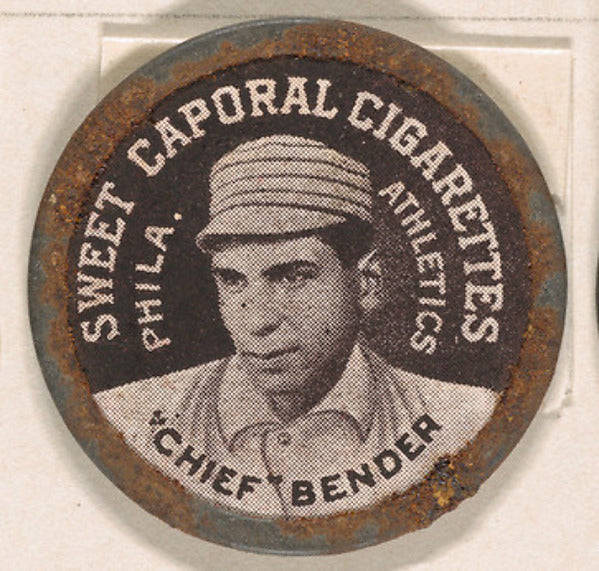 SWEET CAPORAL CIGARETTES
PHILA.
ATHLETICS
"CHIEF" BENDER